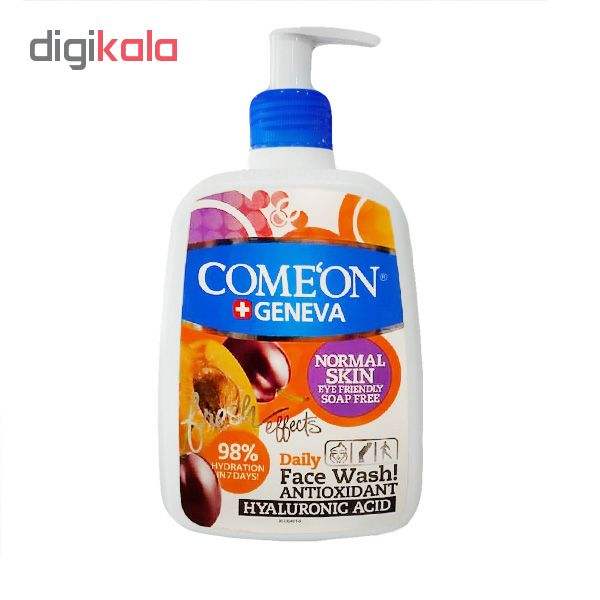 digikala
COME'ON®
GENEVA
NORMAL
SKIN
EYE FRIENDLY
SOAP FREE
fresh effects
98%
HYDRATION
IN 7 DAYS!
Daily
Face Wash!
ANTIOXIDANT
HYALURONIC ACID